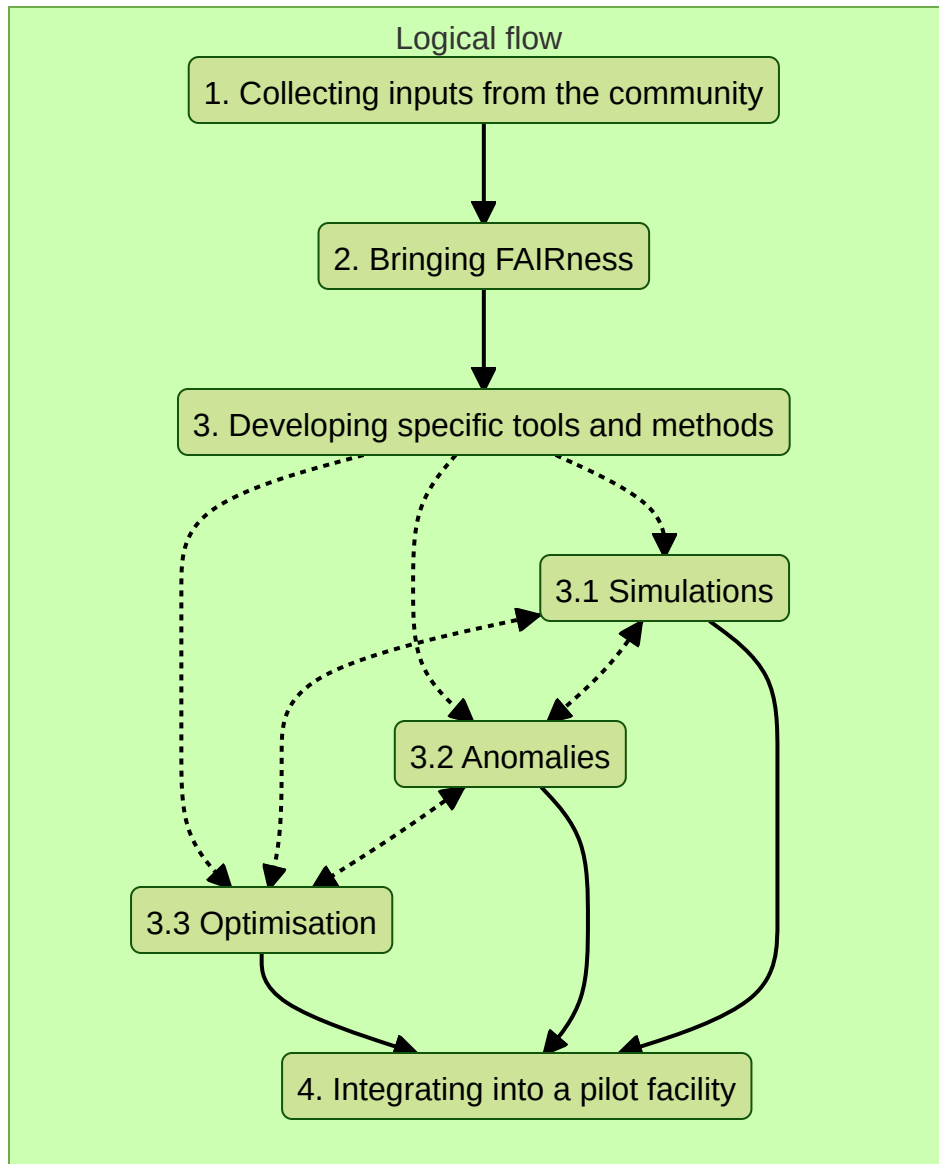 Logical flow
1. Collecting inputs from the community
2. Bringing FAIRness
3. Developing specific tools and methods
3.1 Simulations
3.2 Anomalies
3.3 Optimisation
4. Integrating into a pilot facility